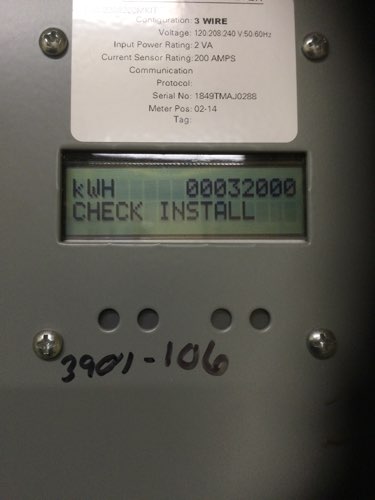 Configuration: 3 WIRE
Voltage: 120:208:240 V:50:60Hz
Input Power Rating: 2 VA
Current Sensor Rating: 200 AMPS
Communication
Protocol:
Serial No: 1849TMAJ0288
Meter Pos: 02-14
Tag:
kWH 00032000
CHECK INSTALL
3901-106